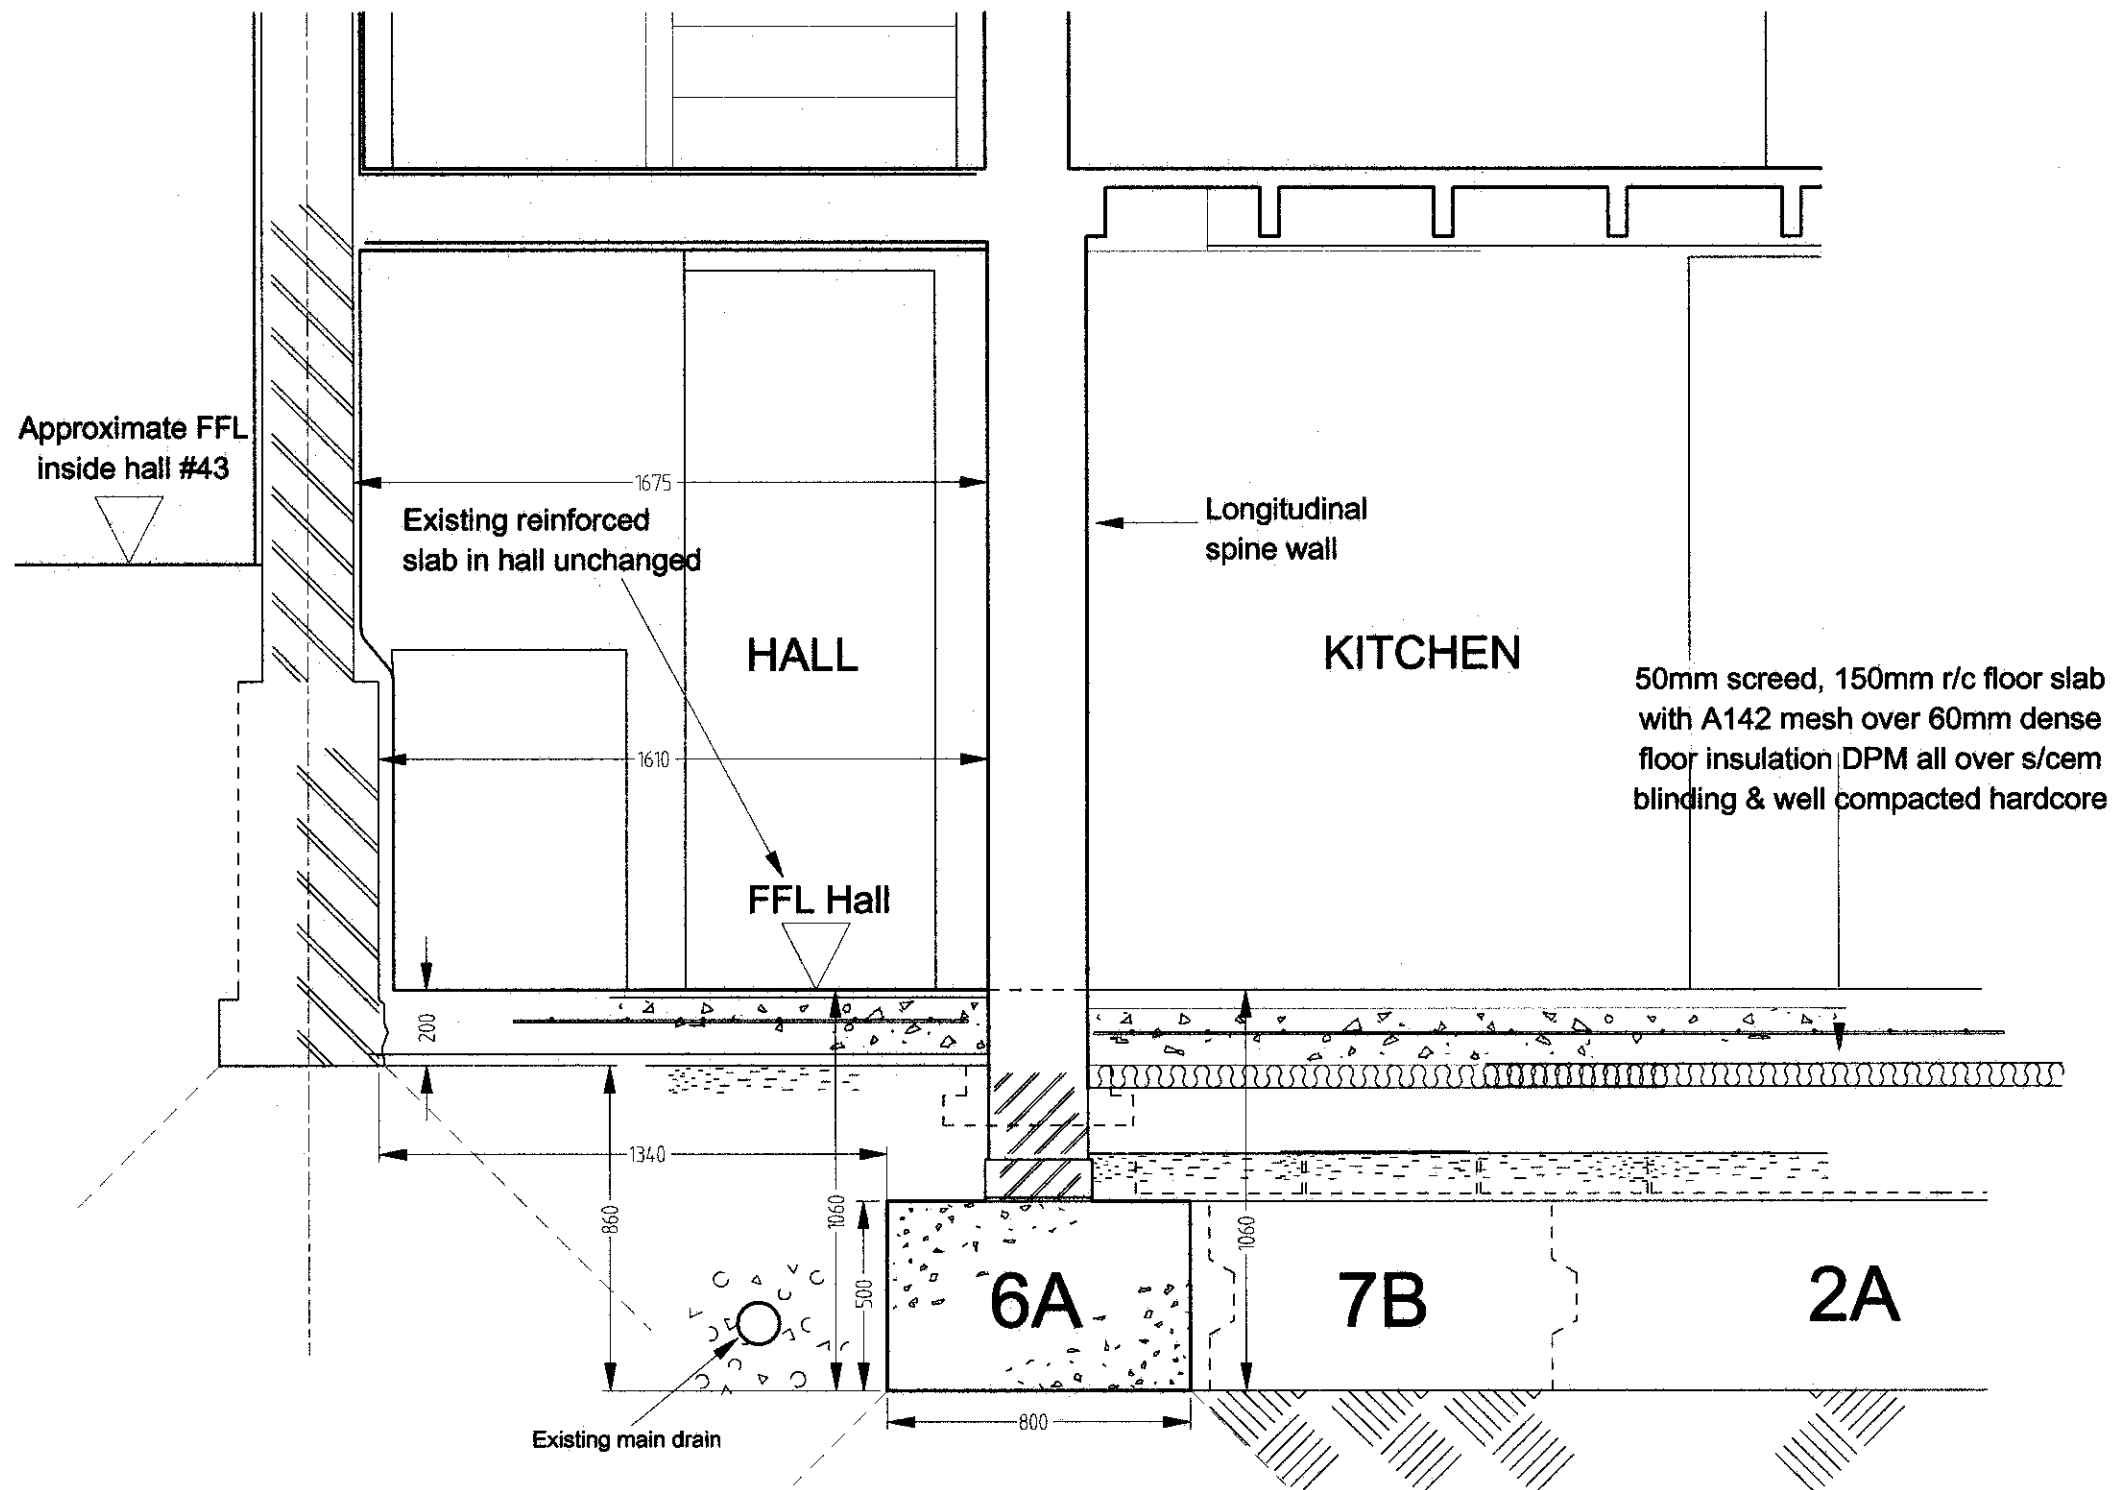 Approximate FFL
inside hall #43
1675
Existing reinforced
slab in hall unchanged
Longitudinal
spine wall
HALL
KITCHEN
50mm screed, 150mm r/c floor slab
with A142 mesh over 60mm dense
floor insulation DPM all over s/cem
blinding & well compacted hardcore
1610
FFL Hall
200
1340
860
1060
1060
500
6A
7B
2A
800
Existing main drain